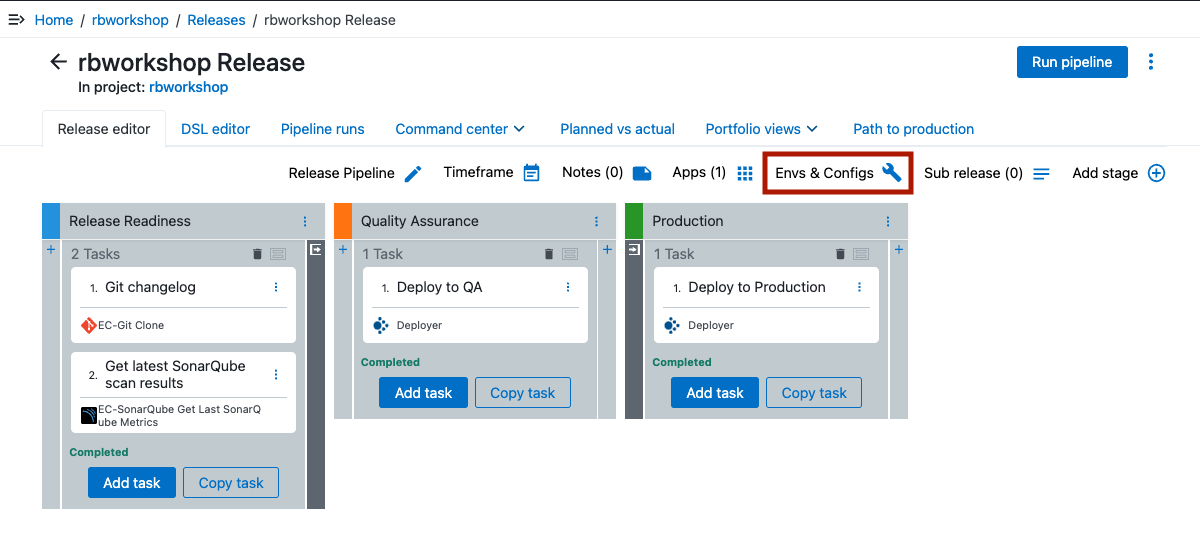 Home / rbworkshop / Releases / rbworkshop Release
rbworkshop Release
Run pipeline
In project: rbworkshop
Release editor DSL editor Pipeline runs Command center Planned vs actual Portfolio views Path to production
Release Pipeline Timeframe Notes (0) Apps (1) Envs & Configs Sub release (0) Add stage
Release Readiness
2 Tasks
1. Git changelog
EC-Git Clone
2. Get latest SonarQube
scan results
EC-SonarQube Get Last SonarQ
ube Metrics
Completed
Add task Copy task
Quality Assurance
1 Task
1. Deploy to QA
Deployer
Completed
Add task Copy task
Production
1 Task
1. Deploy to Production
Deployer
Completed
Add task Copy task